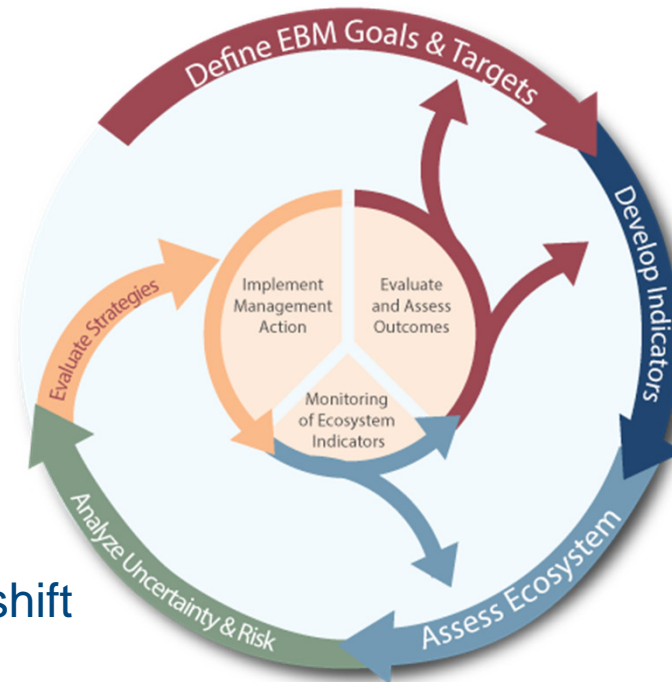 Define EBM Goals & Targets
Develop Indicators
Assess Ecosystem
Analyze Uncertainty & Risk
Evaluate Strategies
Implement
Management
Action
Evaluate
and Assess
Outcomes
Monitoring
of Ecosystem
Indicators
shift